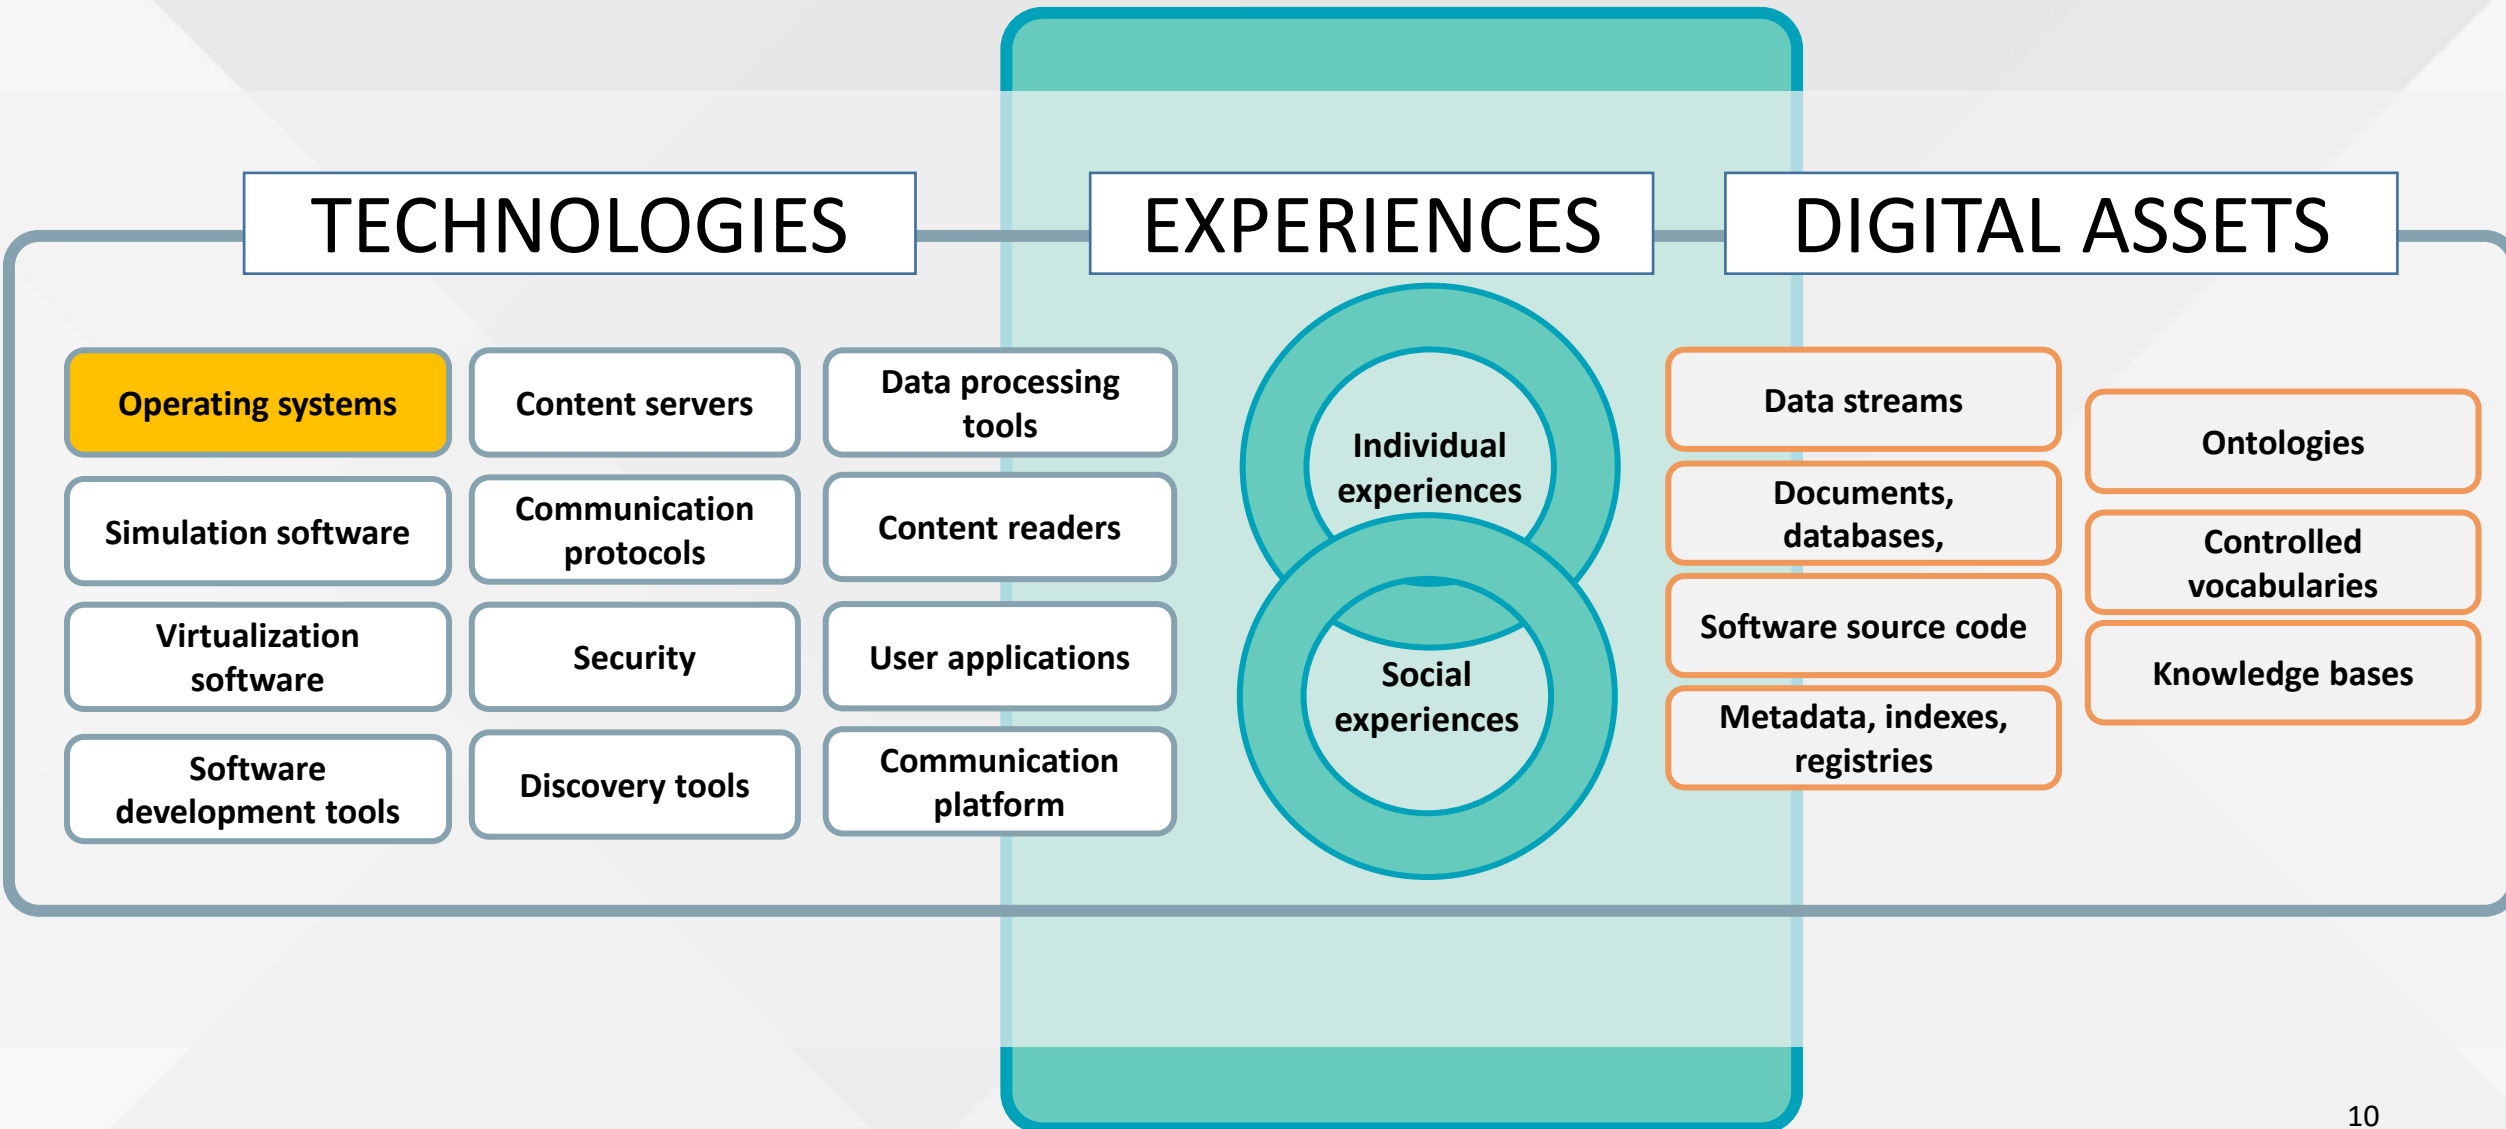 TECHNOLOGIES
EXPERIENCES
DIGITAL ASSETS
Operating systems
Simulation software
Virtualization
software
Software
development tools
Content servers
Communication
protocols
Security
Discovery tools
Data processing
tools
Content readers
User applications
Communication
platform
Individual
experiences
Social
experiences
Data streams
Documents,
databases,
Software source code
Metadata, indexes,
registries
Ontologies
Controlled
vocabularies
Knowledge bases
10